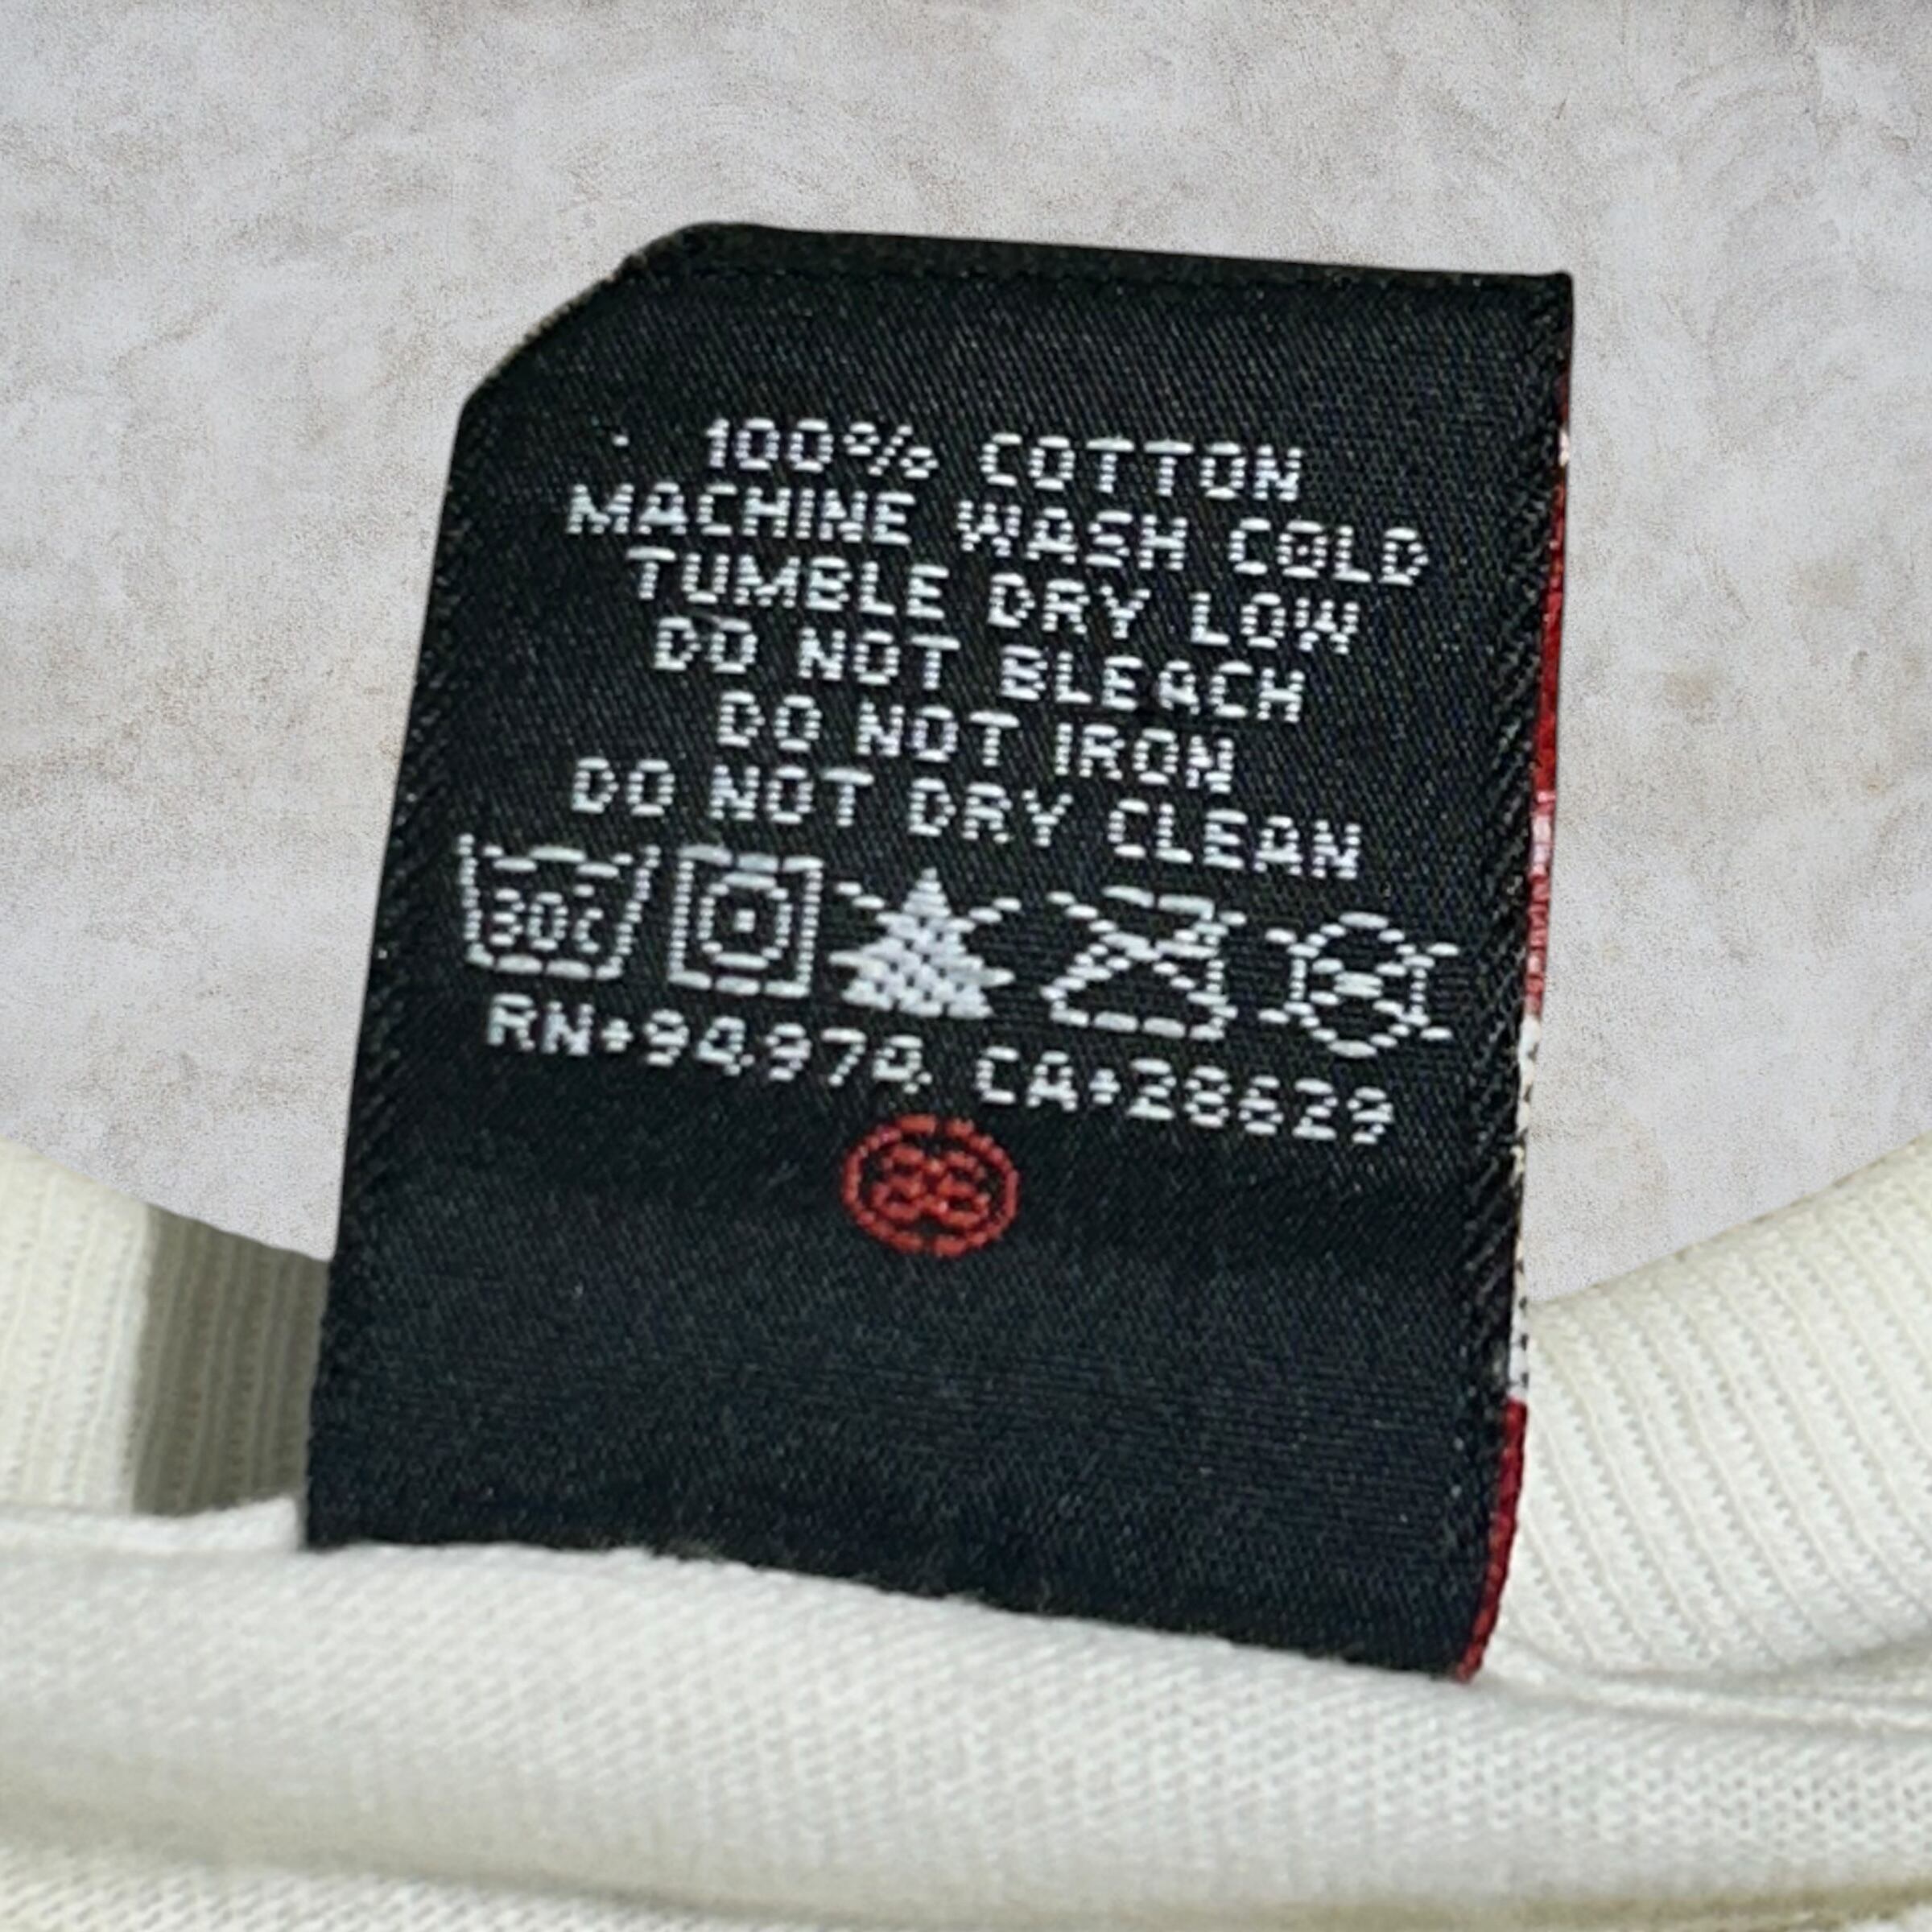 100% COTTON
MACHINE WASH COLD
TUMBLE DRY LOW
DO NOT BLEACH
DO NOT IRON
DO NOT DRY CLEAN
30C
RN•94974 CA•28629